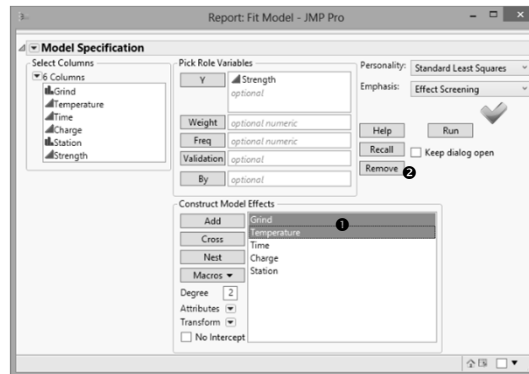 Report: Fit Model - JMP Pro
Model Specification
Select Columns
6 Columns
Grind
Temperature
Time
Charge
Station
Strength
Pick Role Variables
Y
Strength
optional
Weight
optional numeric
Freq
optional numeric
Validation
optional
By
optional
Personality:
Standard Least Squares
Emphasis:
Effect Screening
Help
Run
Recall
Keep dialog open
Remove
2
Construct Model Effects
Add
Cross
Nest
Macros
Degree 2
Attributes
Transform
No Intercept
Grind
1
Temperature
Time
Charge
Station